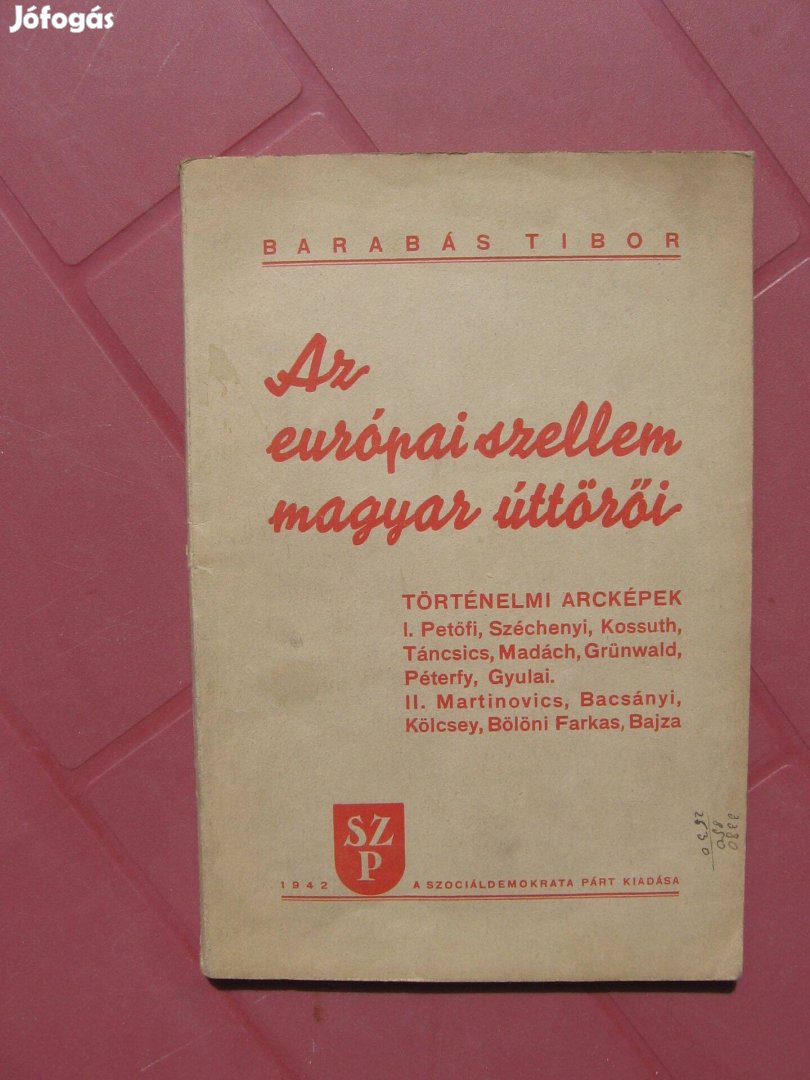 Jófogás
BARABÁS TIBOR
Az
európai szellem
magyar úttörői
TÖRTÉNELMI ARCKÉPEK
I. Petőfi, Széchenyi, Kossuth,
Táncsics, Madách, Grünwald,
Péterfy, Gyulai.
II. Martinovics, Bacsányi,
Kölcsey, Bölöni Farkas, Bajza
SZ
P
1942 A SZOCIÁLDEMOKRATA PÁRT KIADÁSA